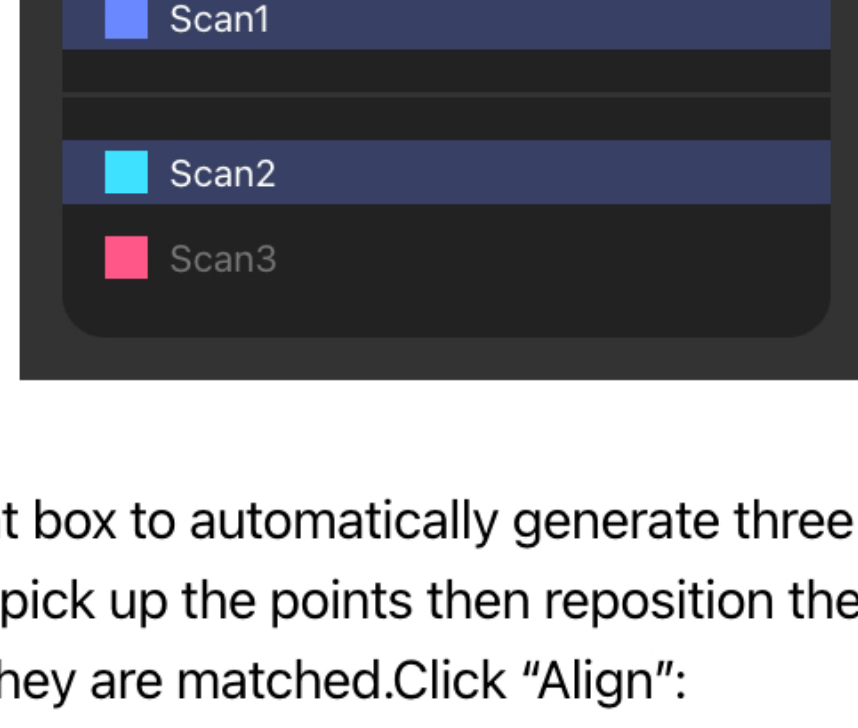 Scan1
Scan2
Scan3
t box to automatically generate three
pick up the points then reposition the
hey are matched.Click “Align”: